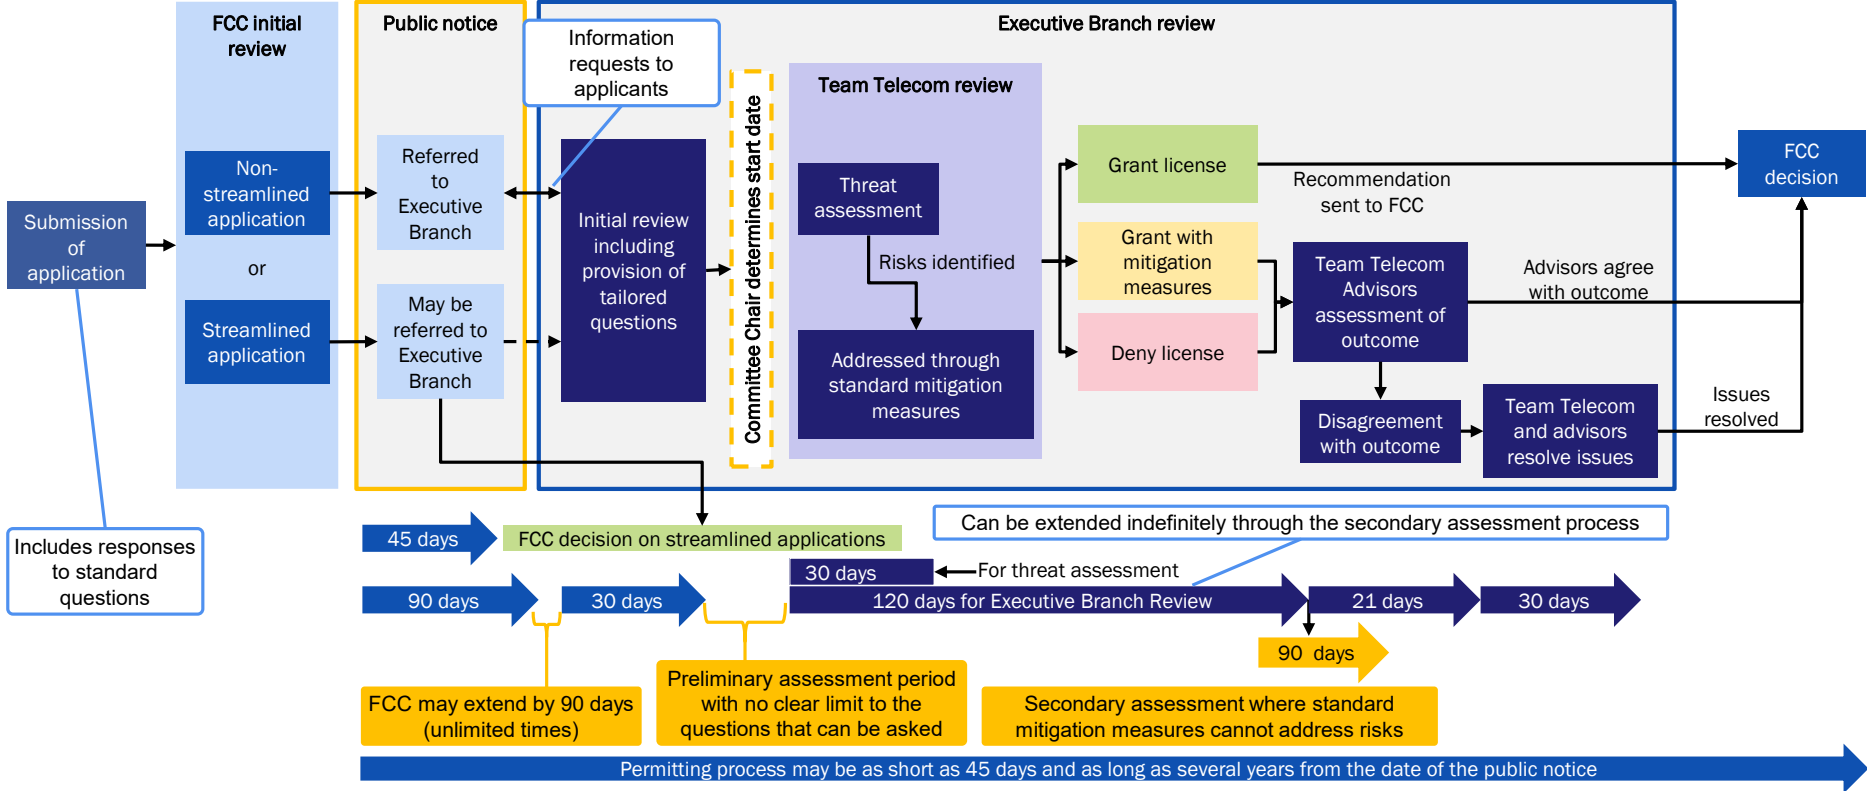 FCC initial
review
Public notice
Executive Branch review
Information
requests to
applicants
Team Telecom review
Committee Chair determines start date
Submission
of
application
Non-
streamlined
application
or
Streamlined
application
Referred
to
Executive
Branch
May be
referred to
Executive
Branch
Initial review
including
provision of
tailored
questions
Threat
assessment
Risks identified
Addressed through
standard mitigation
measures
Grant license
Grant with
mitigation
measures
Deny license
Recommendation
sent to FCC
FCC
decision
Team Telecom
Advisors
assessment of
outcome
Advisors agree
with outcome
Disagreement
with outcome
Team Telecom
and advisors
resolve issues
Issues
resolved
Includes responses
to standard
questions
45 days
FCC decision on streamlined applications
Can be extended indefinitely through the secondary assessment process
30 days
For threat assessment
90 days
30 days
120 days for Executive Branch Review
21 days
30 days
90 days
FCC may extend by 90 days
(unlimited times)
Preliminary assessment period
with no clear limit to the
questions that can be asked
Secondary assessment where standard
mitigation measures cannot address risks
Permitting process may be as short as 45 days and as long as several years from the date of the public notice